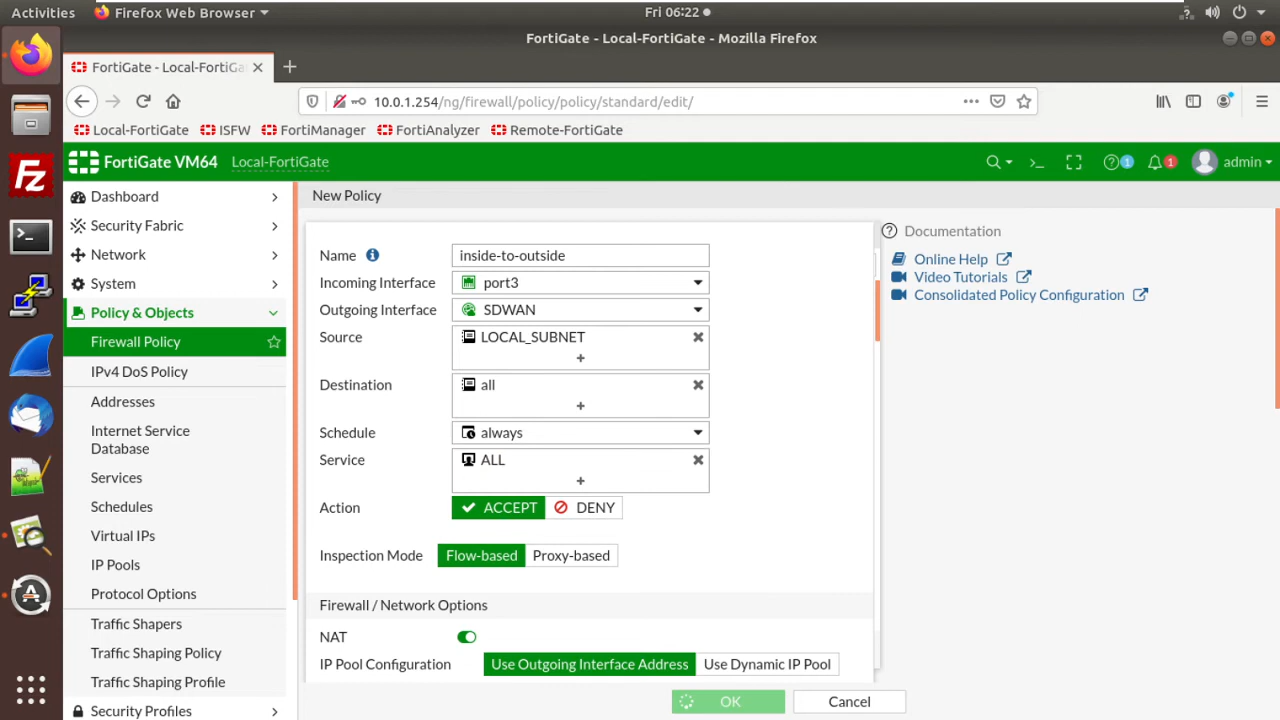 Activities
Firefox Web Browser
Fri 06:22
FortiGate - Local-FortiGate - Mozilla Firefox
FortiGate - Local-FortiGa
10.0.1.254/ng/firewall/policy/policy/standard/edit/
Local-FortiGate
ISFW
FortiManager
FortiAnalyzer
Remote-FortiGate
FortiGate VM64
Local-FortiGate
1
1
admin
Dashboard
Security Fabric
Network
System
Policy & Objects
Firewall Policy
IPv4 DoS Policy
Addresses
Internet Service
Database
Services
Schedules
Virtual IPs
IP Pools
Protocol Options
Traffic Shapers
Traffic Shaping Policy
Traffic Shaping Profile
Security Profiles
New Policy
Name
inside-to-outside
Incoming Interface
port3
Outgoing Interface
SDWAN
Source
LOCAL_SUBNET
Destination
all
Schedule
always
Service
ALL
Action
ACCEPT
DENY
Inspection Mode
Flow-based
Proxy-based
Firewall / Network Options
NAT
IP Pool Configuration
Use Outgoing Interface Address
Use Dynamic IP Pool
OK
Cancel
Documentation
Online Help
Video Tutorials
Consolidated Policy Configuration